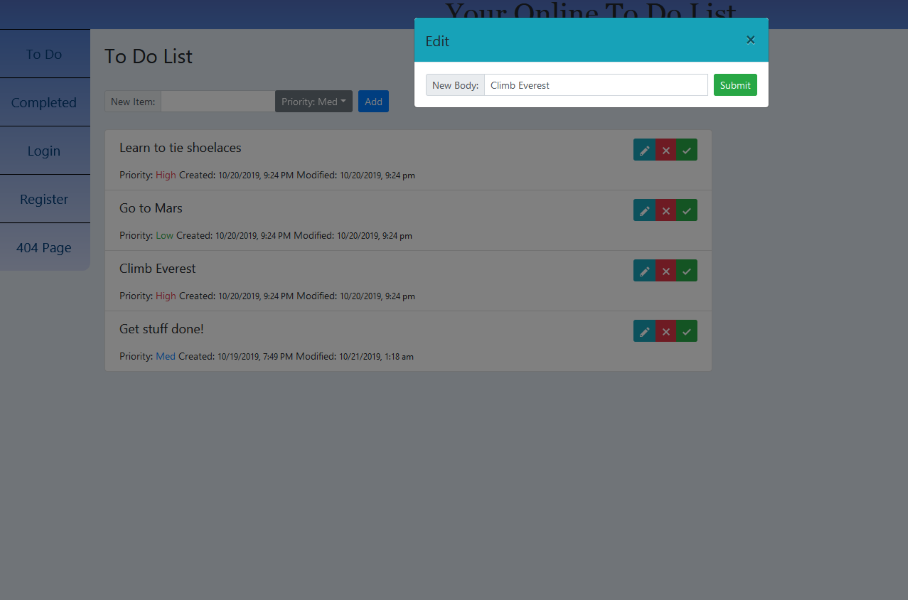 Your Online To Do List
Edit
×
New Body: Climb Everest Submit
To Do
Completed
Login
Register
404 Page
To Do List
New Item: Priority: Med Add
Learn to tie shoelaces
Priority: High Created: 10/20/2019, 9:24 PM Modified: 10/20/2019, 9:24 pm
Go to Mars
Priority: Low Created: 10/20/2019, 9:24 PM Modified: 10/20/2019, 9:24 pm
Climb Everest
Priority: High Created: 10/20/2019, 9:24 PM Modified: 10/20/2019, 9:24 pm
Get stuff done!
Priority: Med Created: 10/19/2019, 7:49 PM Modified: 10/21/2019, 1:18 am